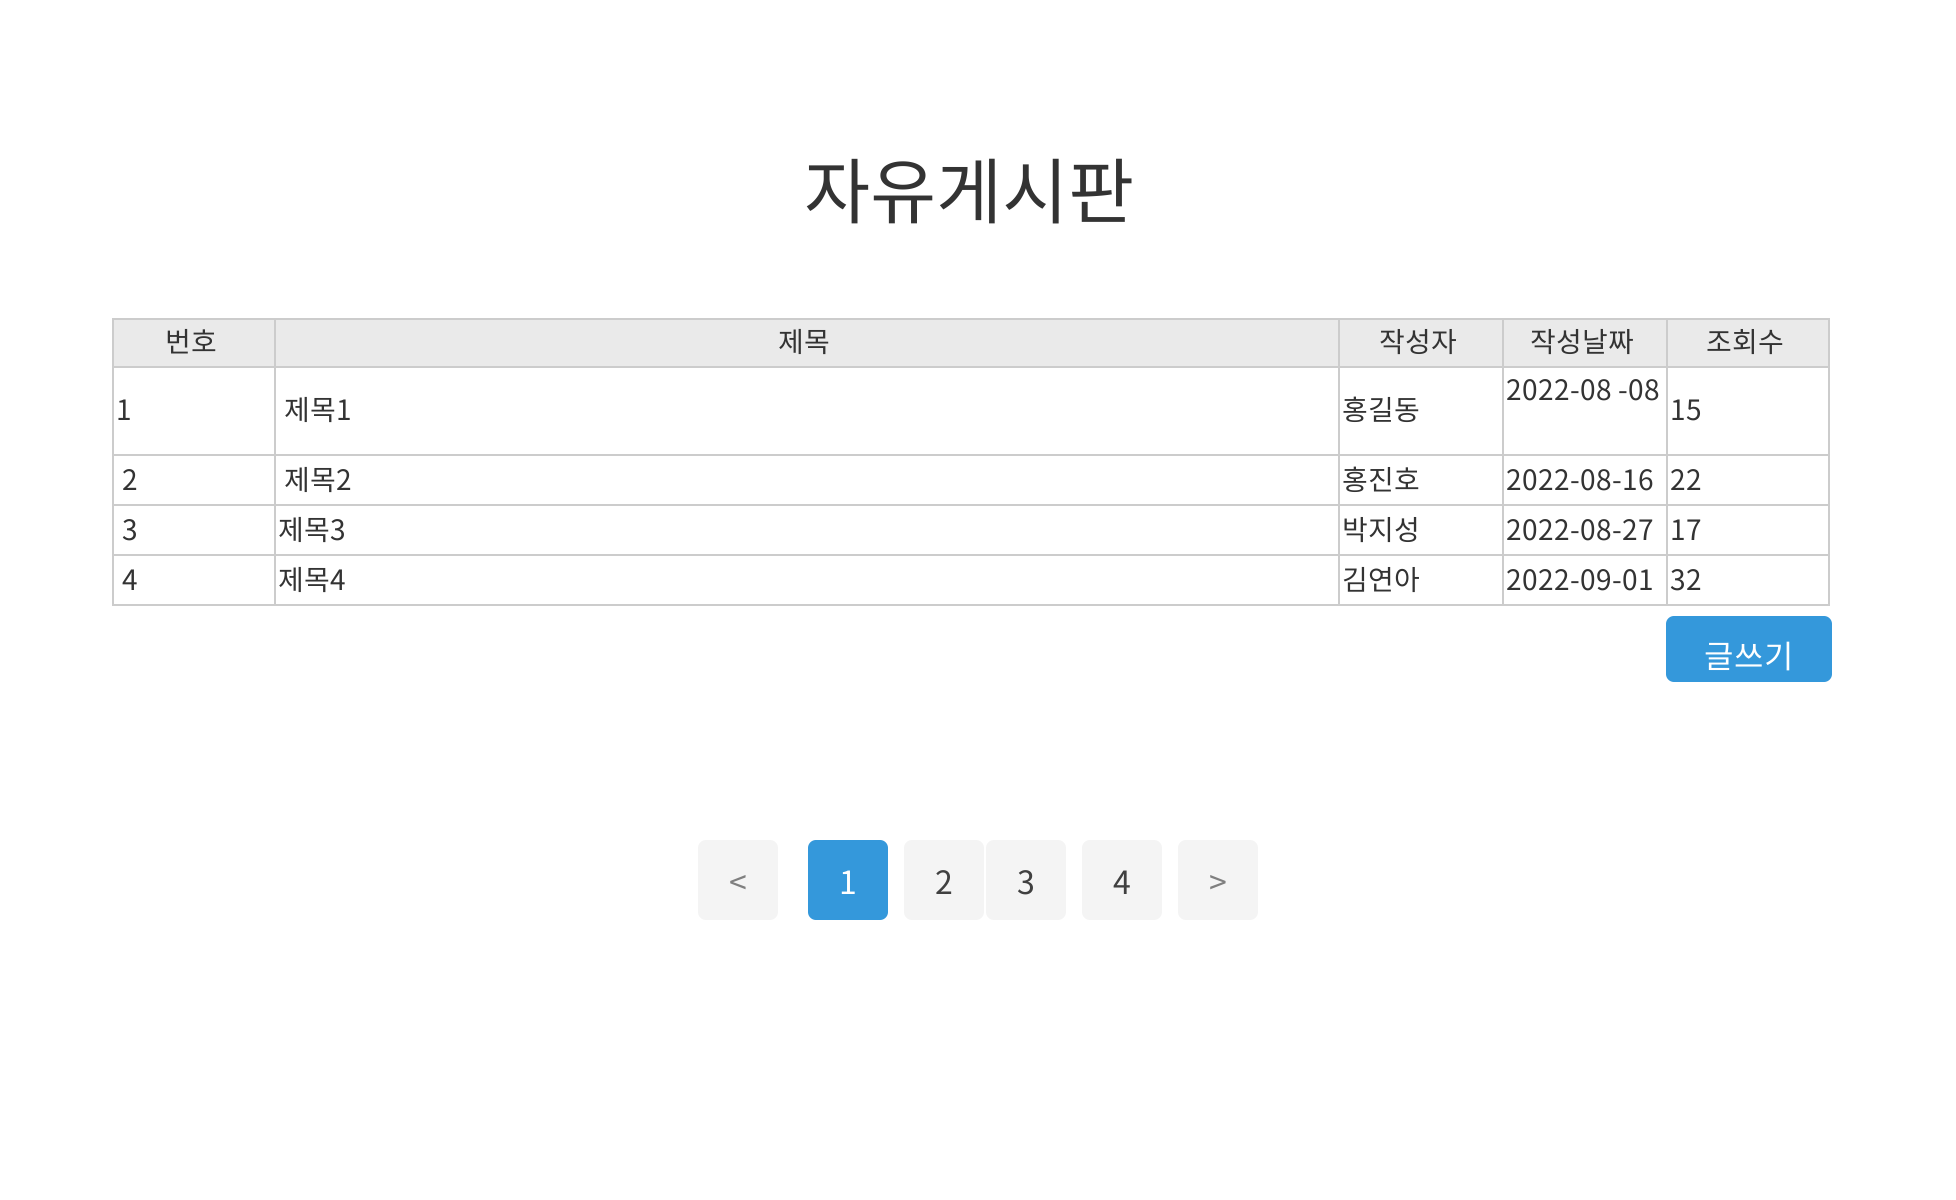 자유게시판
번호 제목 작성자 작성날짜 조회수
1 제목1 홍길동 2022-08 -08 15
2 제목2 홍진호 2022-08-16 22
3 제목3 박지성 2022-08-27 17
4 제목4 김연아 2022-09-01 32
글쓰기
< 1 2 3 4 >